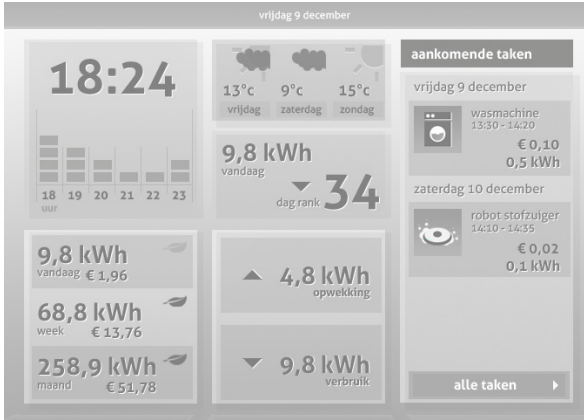 vrijdag 9 december
18:24
18 19 20 21 22 23
uur
13°c 9°c 15°c
vrijdag zaterdag zondag
9,8 kWh
vandaag
dag rank 34
9,8 kWh
vandaag € 1,96
68,8 kWh
week € 13,76
258,9 kWh
maand € 51,78
4,8 kWh
opwekking
9,8 kWh
verbruik
aankomende taken
vrijdag 9 december
wasmachine
13:30 - 14:20
€ 0,10
0,5 kWh
zaterdag 10 december
robot stofzuiger
14:10 - 14:35
€ 0,02
0,1 kWh
alle taken